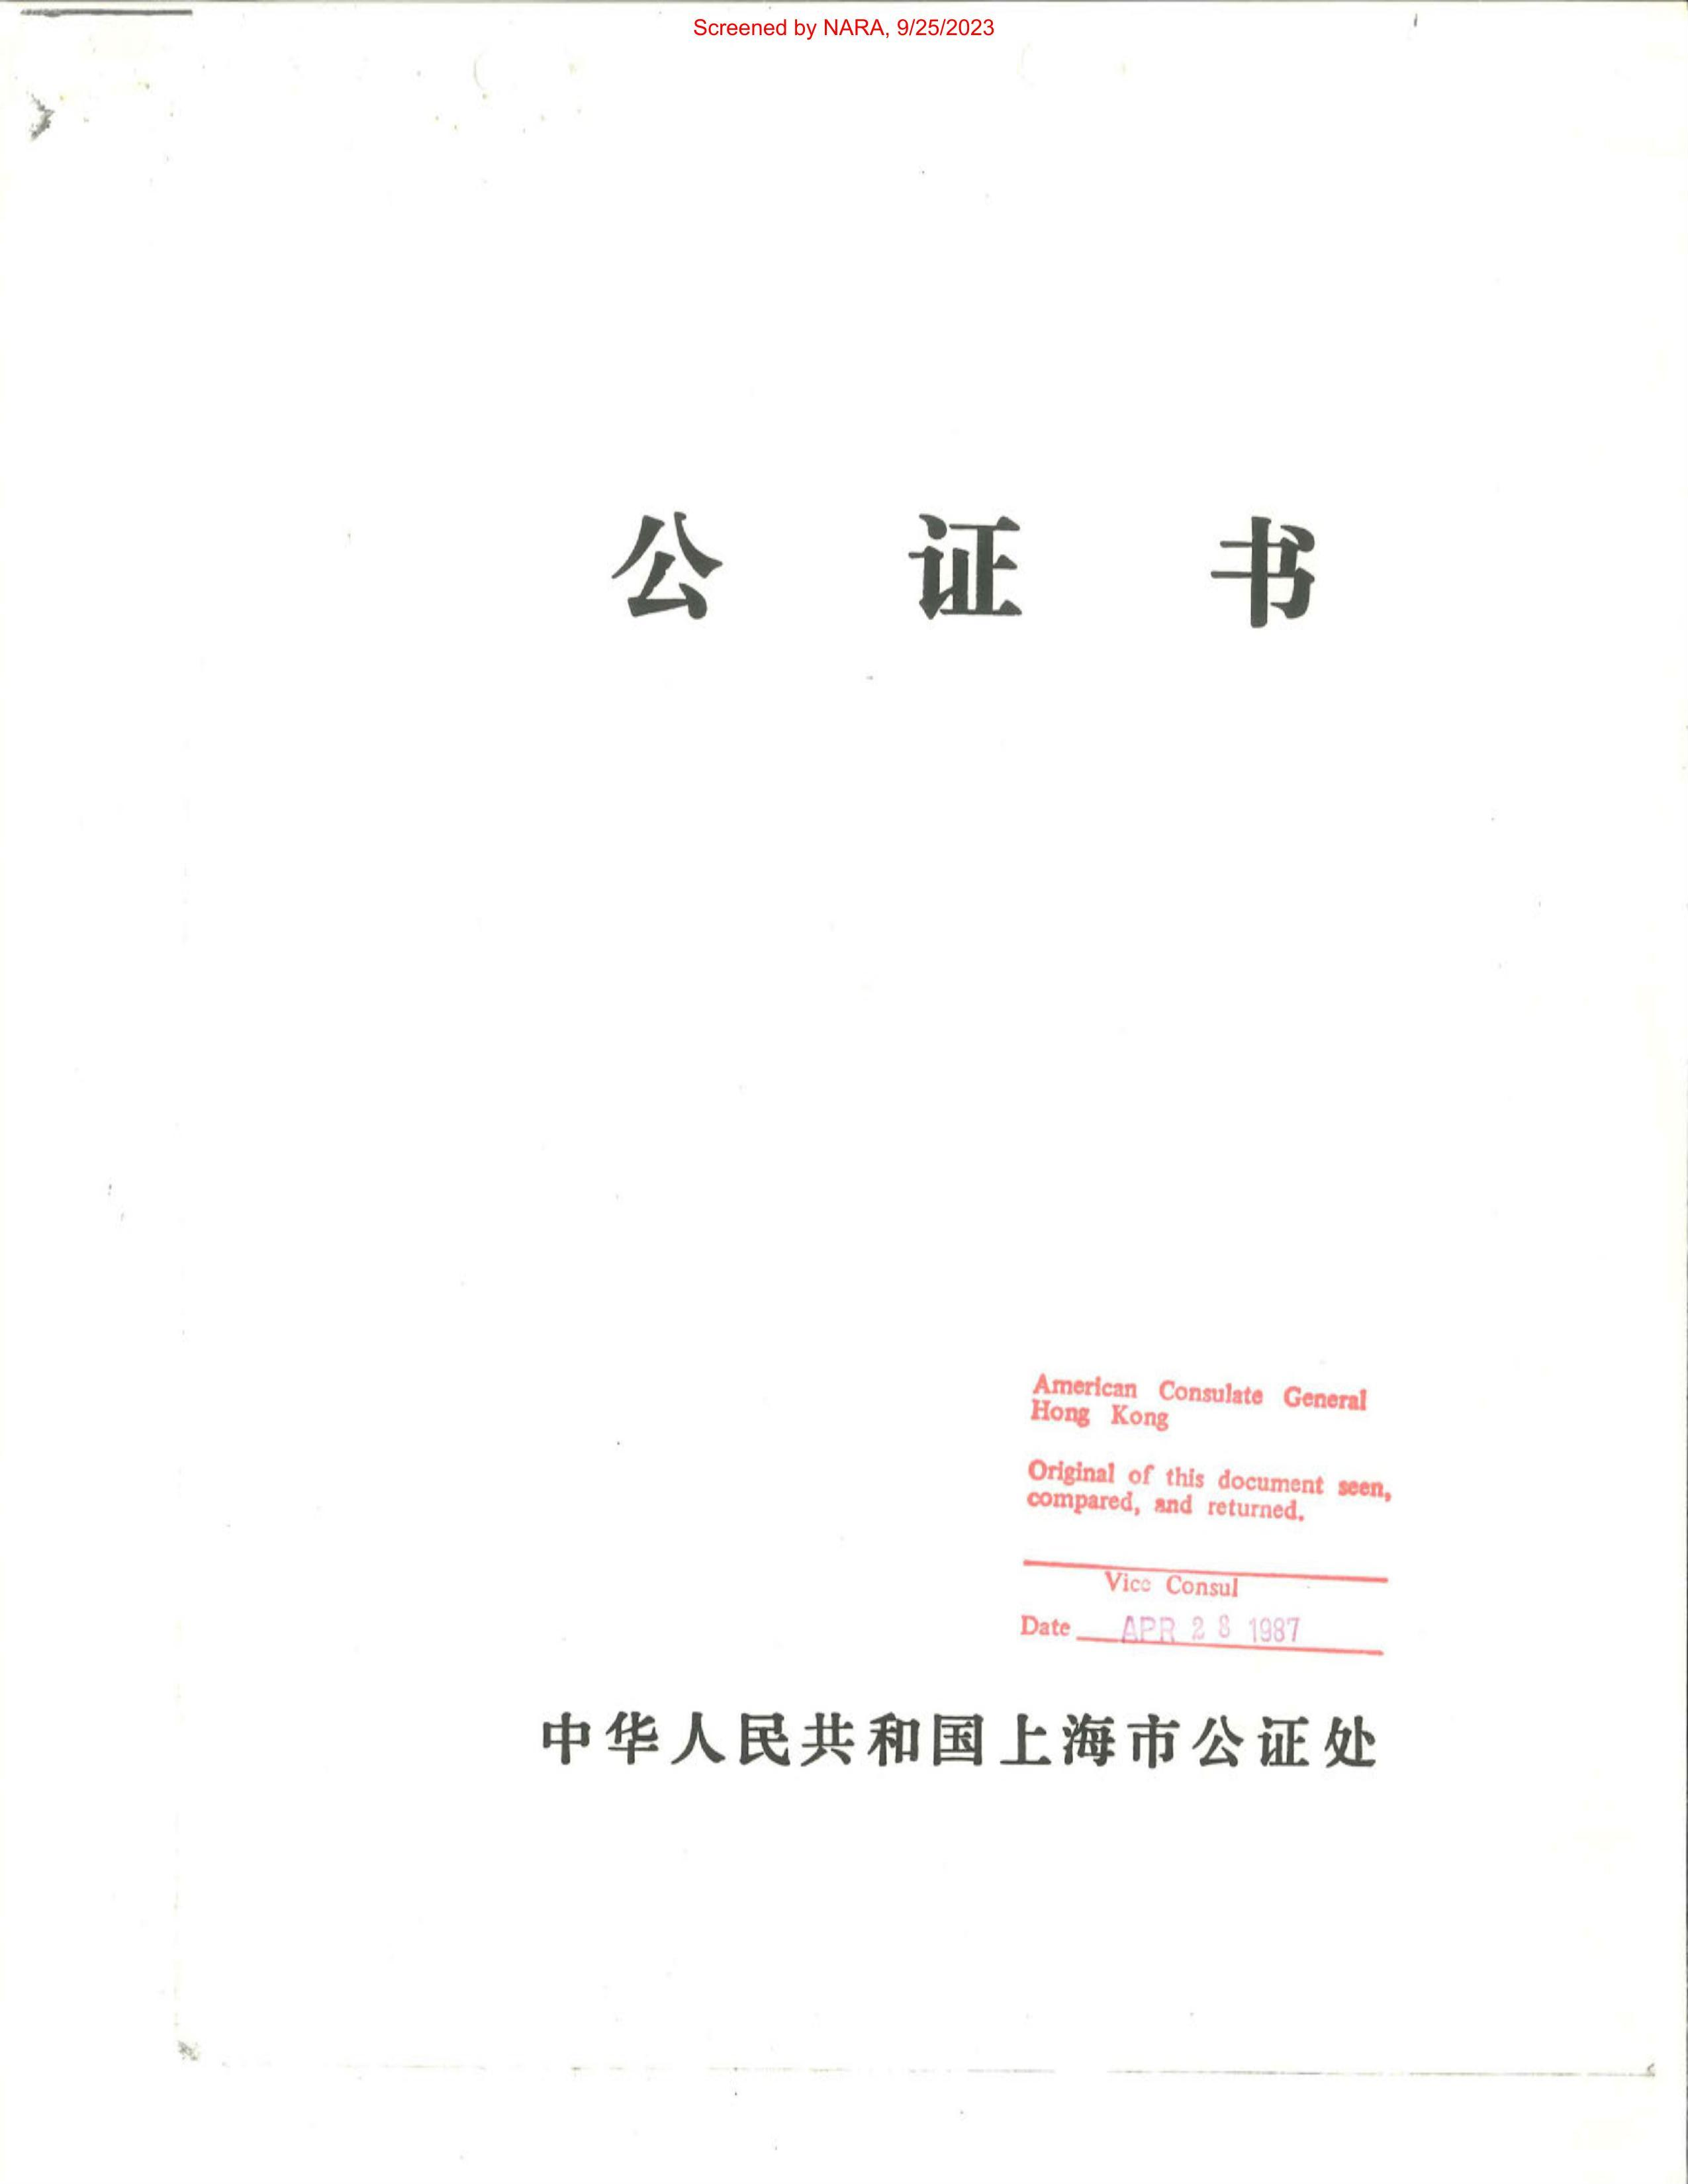 Screened by NARA, 9/25/2023
公证书
American Consulate General
Hong Kong
Original of this document seen,
compared, and returned.
Vice Consul
Date APR 28 1987
中华人民共和国上海市公证处